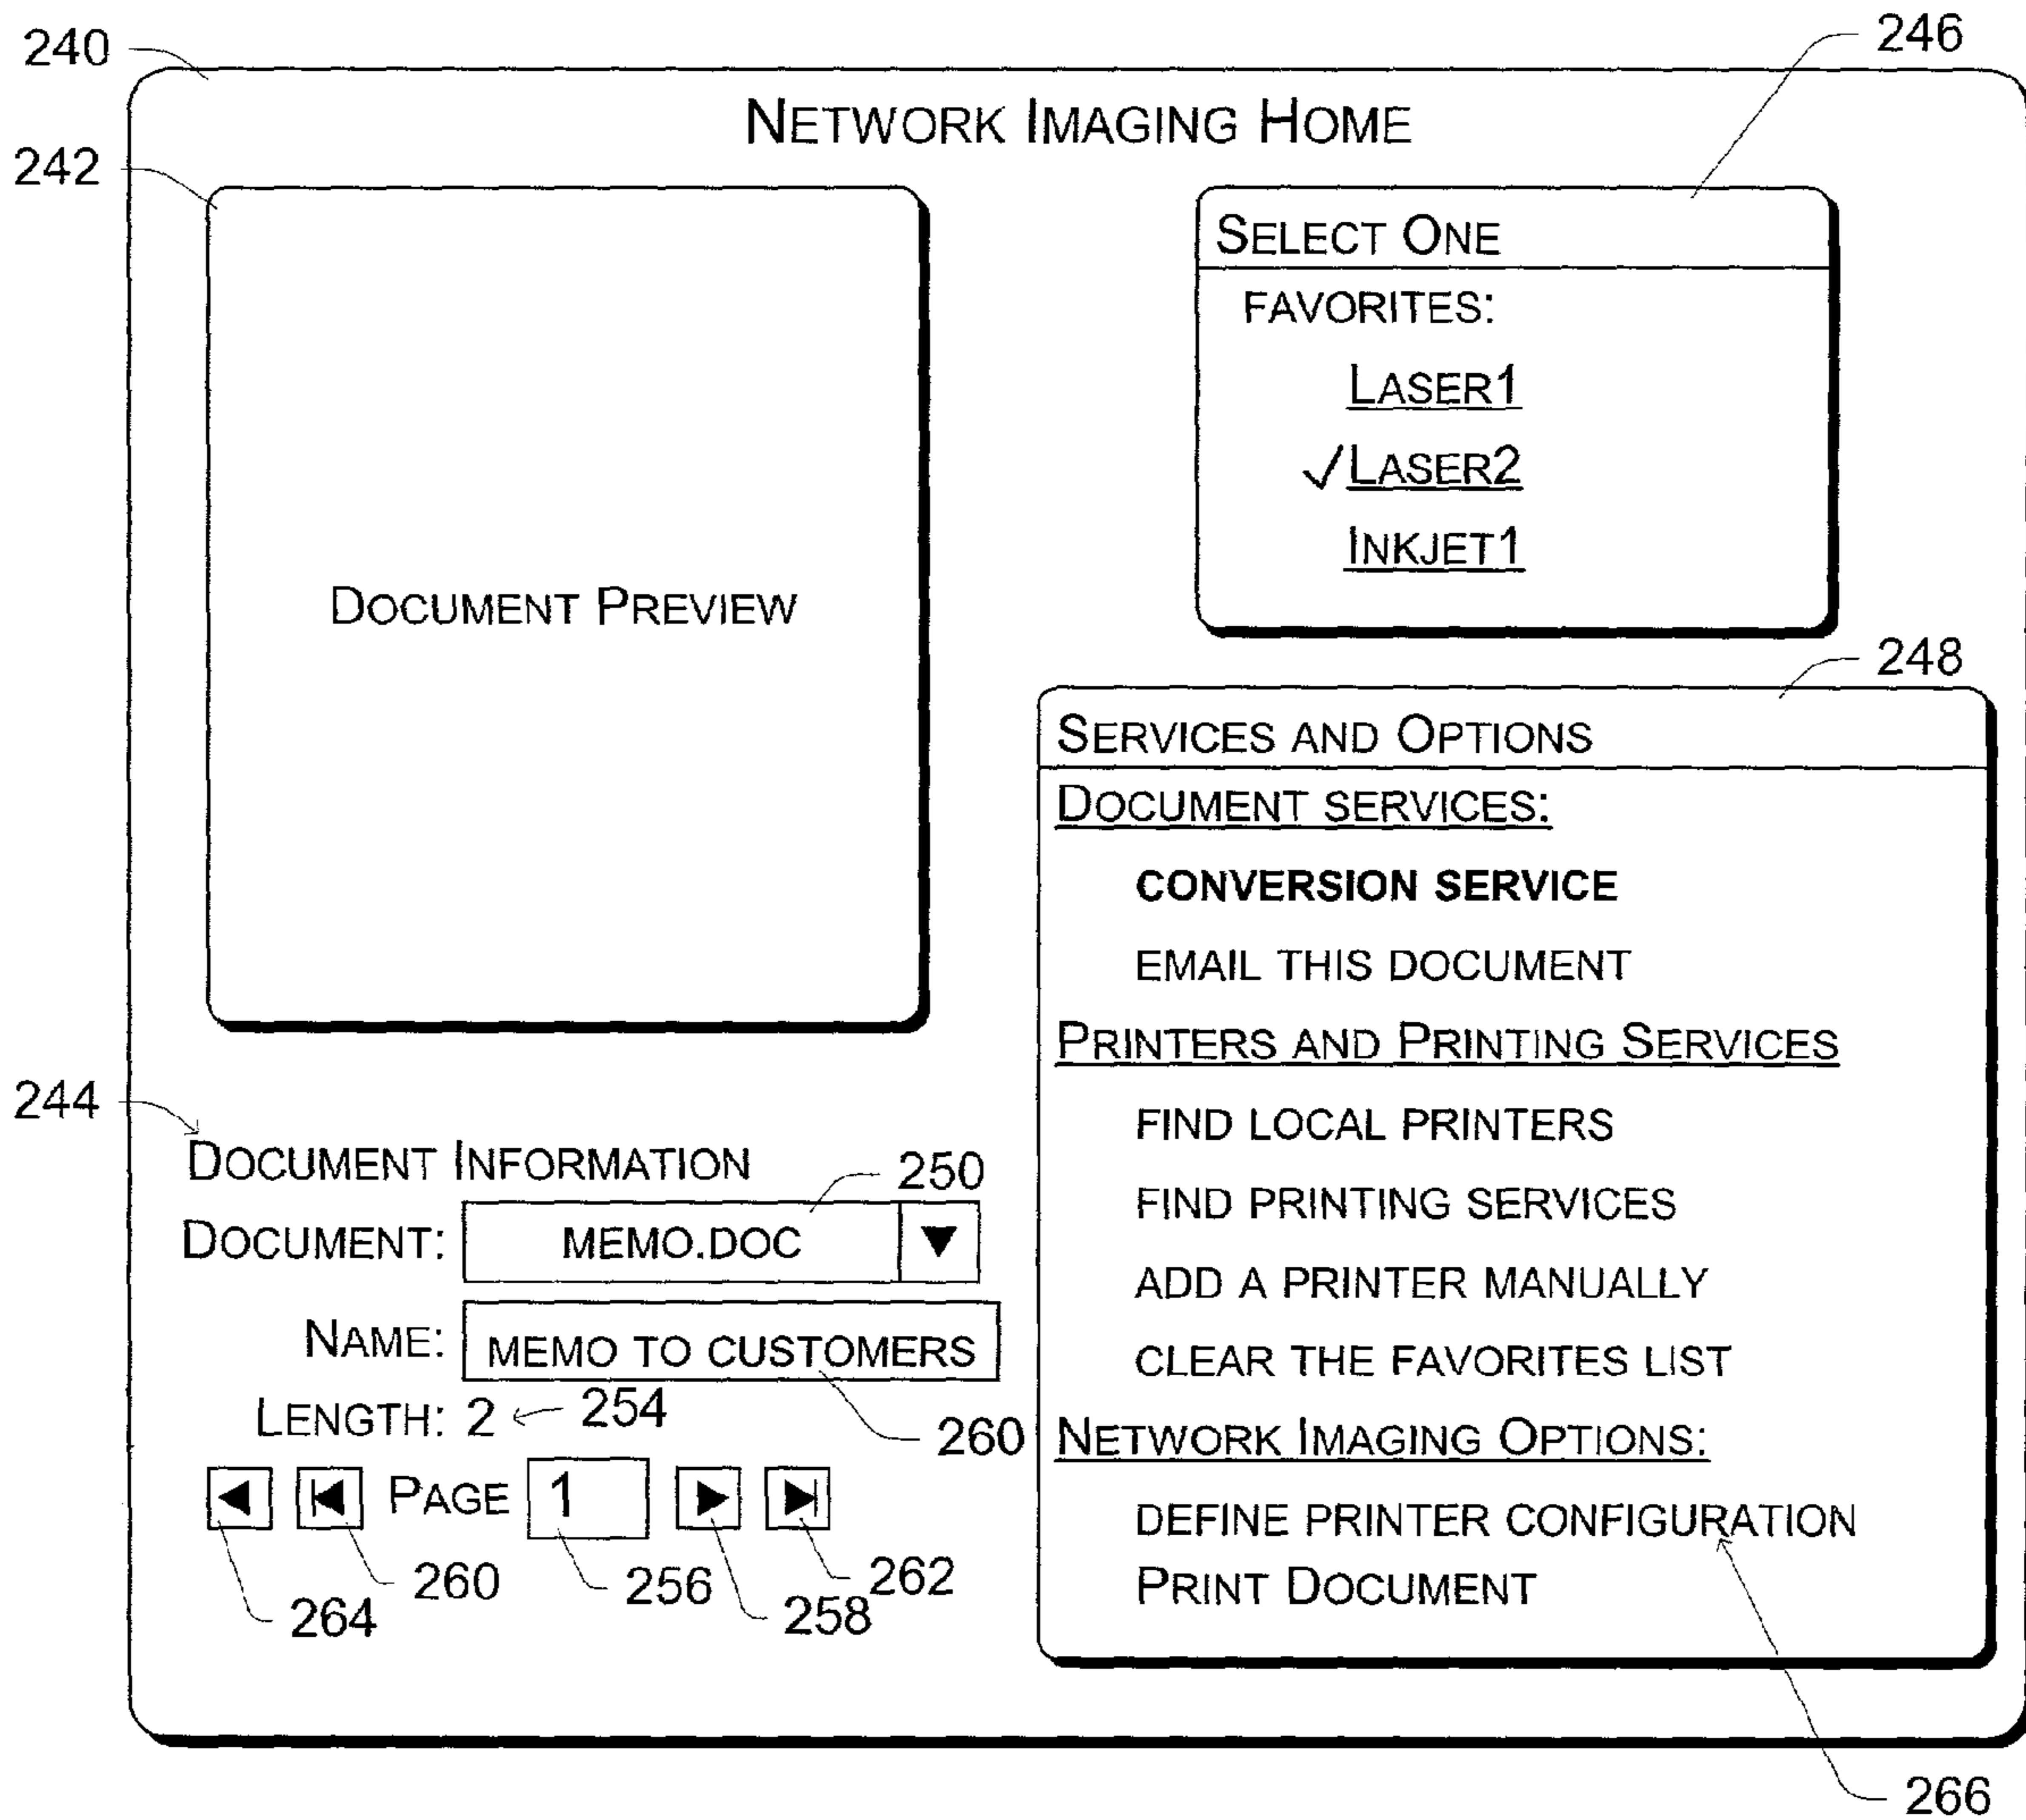 240
246
NETWORK IMAGING HOME
242
SELECT ONE
FAVORITES:
LASER1
✓LASER2
INKJET1
DOCUMENT PREVIEW
248
SERVICES AND OPTIONS
DOCUMENT SERVICES:
CONVERSION SERVICE
EMAIL THIS DOCUMENT
PRINTERS AND PRINTING SERVICES
FIND LOCAL PRINTERS
FIND PRINTING SERVICES
ADD A PRINTER MANUALLY
CLEAR THE FAVORITES LIST
NETWORK IMAGING OPTIONS:
DEFINE PRINTER CONFIGURATION
PRINT DOCUMENT
244
DOCUMENT INFORMATION
250
DOCUMENT: MEMO.DOC
NAME: MEMO TO CUSTOMERS
LENGTH: 2 254
260
PAGE 1
264 260 256 258 262
266